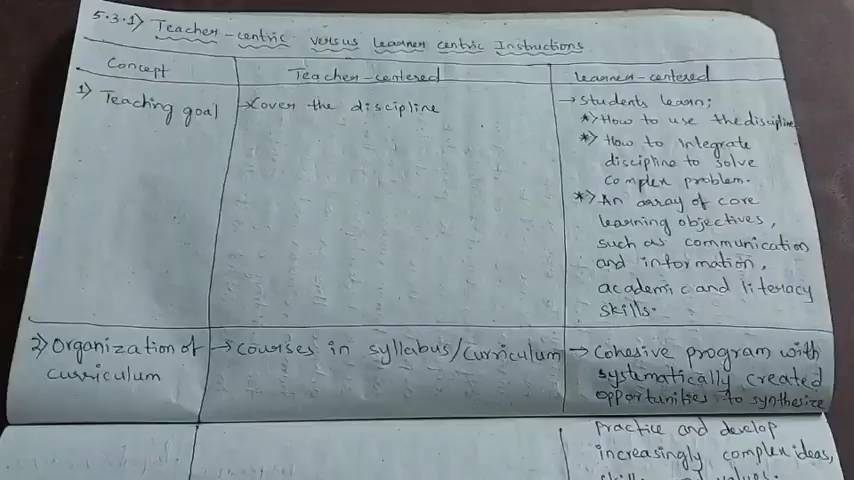 5.3.1) Teacher-centric versus learner centric Instructions
Concept Teacher-centered Learner-centered
1) Teaching goal → Cover the discipline → Students learn;
*) How to use the discipline
*) How to integrate
discipline to solve
complex problem.
*) An array of core
learning objectives,
such as communication
and information,
academic and literacy
skills.
2) Organization of → Courses in syllabus/curriculum → Cohesive program with
curriculum systematically created
opportunities to synthesize
practice and develop
increasingly complex ideas,
skills and values.